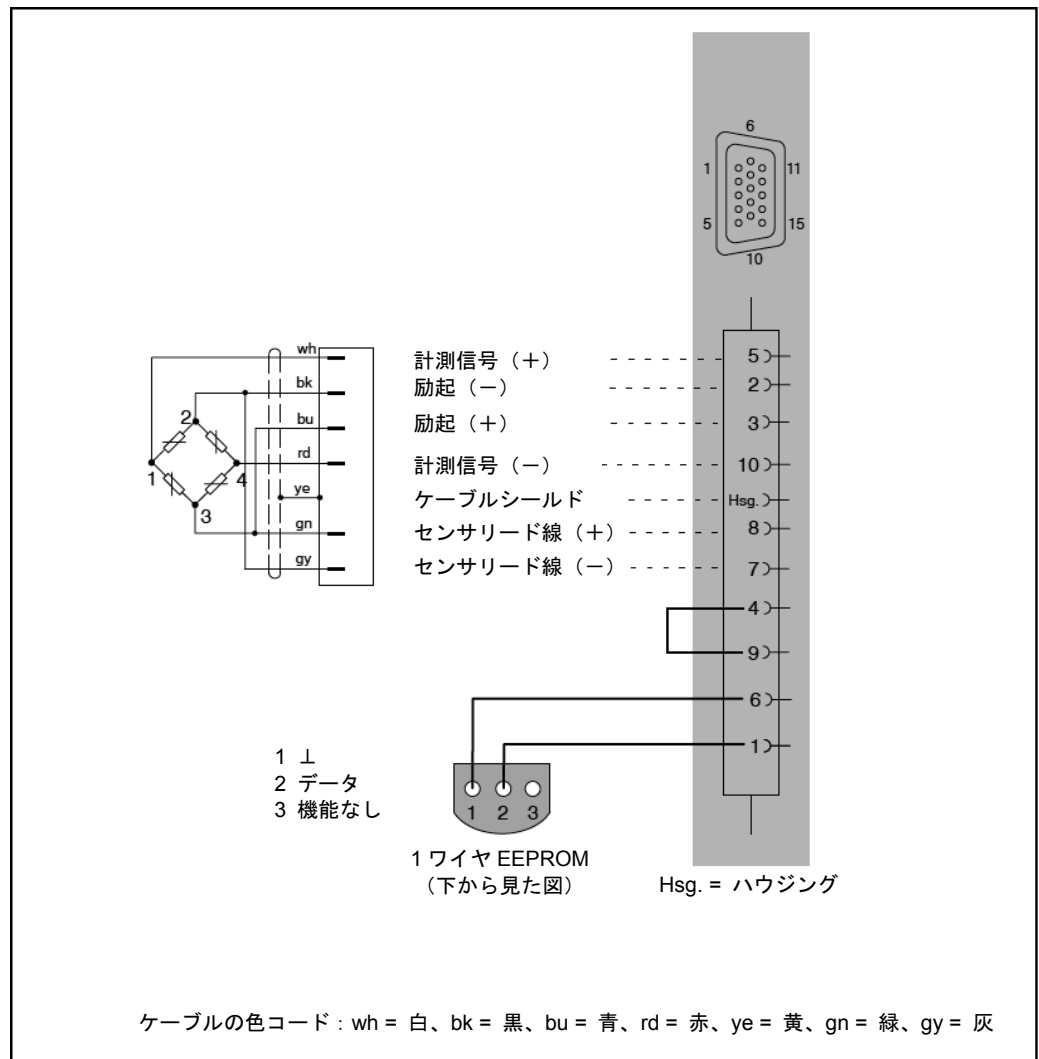 6
1
11
5
15
10
wh
計測信号（＋）
5
bk
励起（－）
2
bu
励起（＋）
3
rd
計測信号（－）
10
ye
ケーブルシールド
Hsg.
gn
センサリード線（＋）
8
gy
センサリード線（－）
7
2
1
4
3
4
9
6
1
1 ⊥
2 データ
3 機能なし
1 2 3
1 ワイヤ EEPROM
（下から見た図）
Hsg. = ハウジング
ケーブルの色コード：wh = 白、bk = 黒、bu = 青、rd = 赤、ye = 黄、gn = 緑、gy = 灰